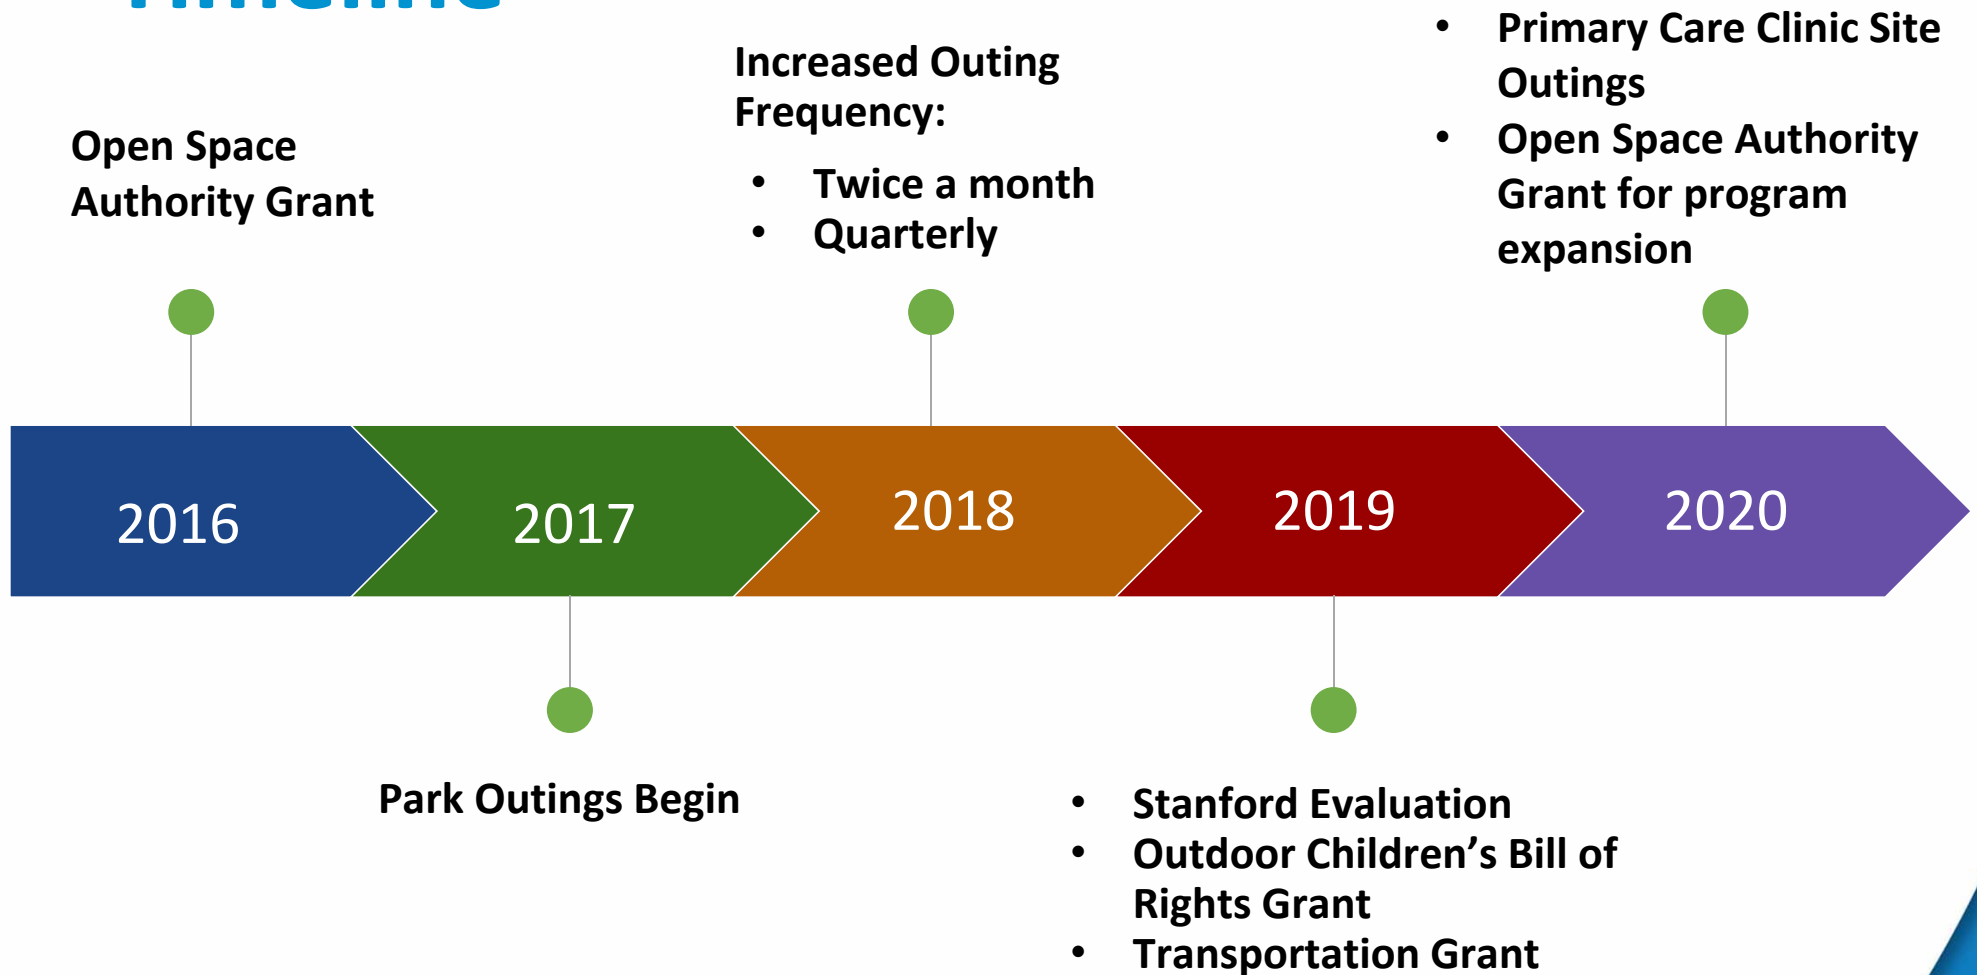 Timeline
Open Space
Authority Grant
Increased Outing
Frequency:
• Twice a month
• Quarterly
• Primary Care Clinic Site
Outings
• Open Space Authority
Grant for program
expansion
2016
2017
2018
2019
2020
Park Outings Begin
• Stanford Evaluation
• Outdoor Children’s Bill of
Rights Grant
• Transportation Grant